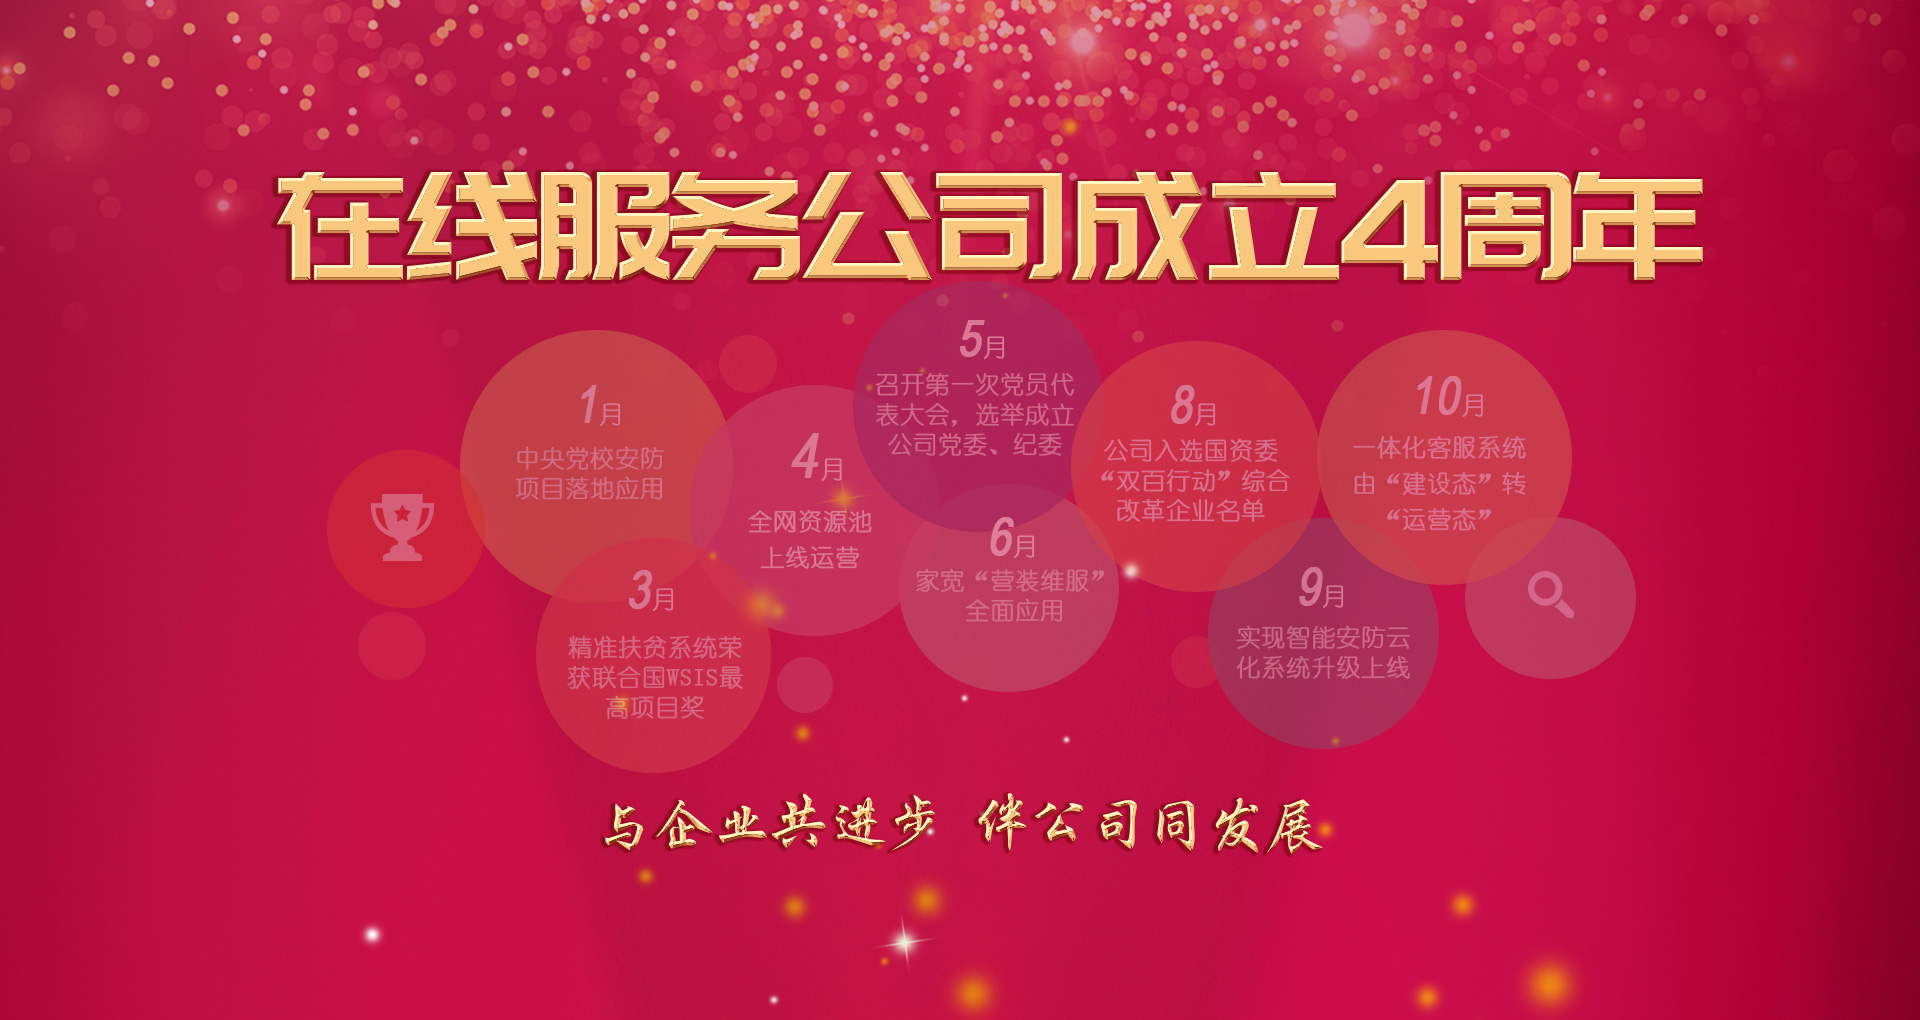 在线服务公司成立4周年
1月
中央党校安防
项目落地应用
3月
精准扶贫系统荣
获联合国WSIS最
高项目奖
4月
全网资源池
上线运营
5月
召开第一次党员代
表大会，选举成立
公司党委、纪委
6月
家宽“营装维服”
全面应用
8月
公司入选国资委
“双百行动”综合
改革企业名单
9月
实现智能安防云
化系统升级上线
10月
一体化客服系统
由“建设态”转
“运营态”
与企业共进步 伴公司同发展